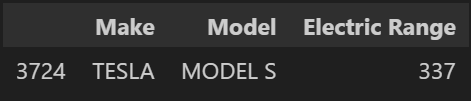 Make Model Electric Range
3724 TESLA MODEL S 337